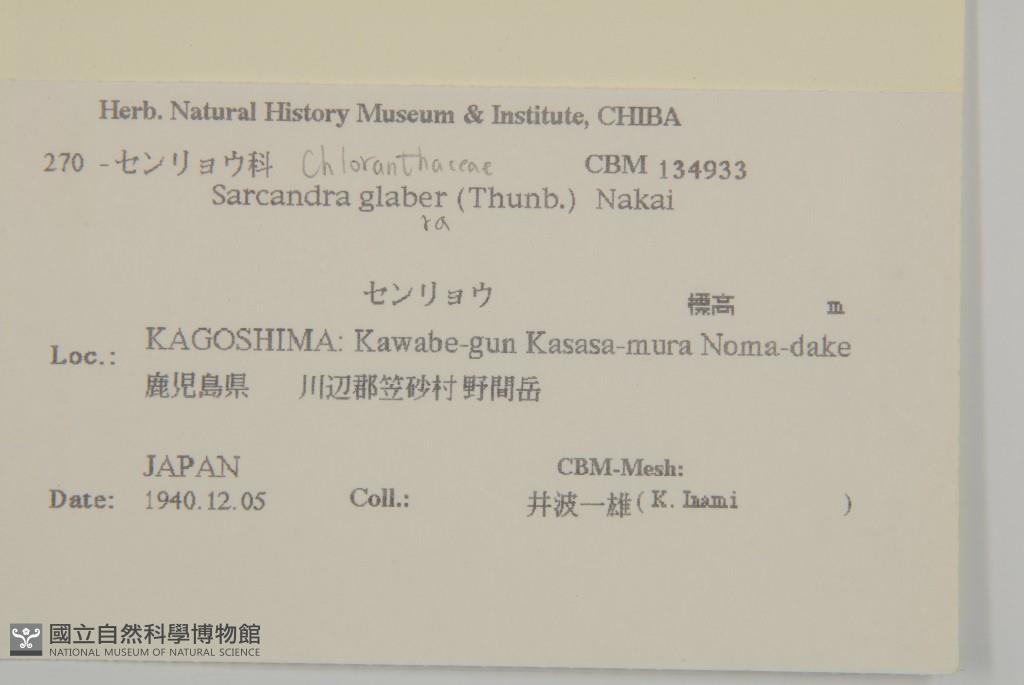 Herb. Natural History Museum & Institute, CHIBA
270 -センリョウ科 Chloranthaceae CBM 134933
Sarcandra glaber (Thunb.) Nakai
ra
センリョウ 標高 m
Loc.: KAGOSHIMA: Kawabe-gun Kasasa-mura Noma-dake
鹿児島県 川辺郡笠砂村野間岳
JAPAN CBM-Mesh:
Date: 1940.12.05 Coll.: 井波一雄( K. Inami )
國立自然科學博物館
NATIONAL MUSEUM OF NATURAL SCIENCE